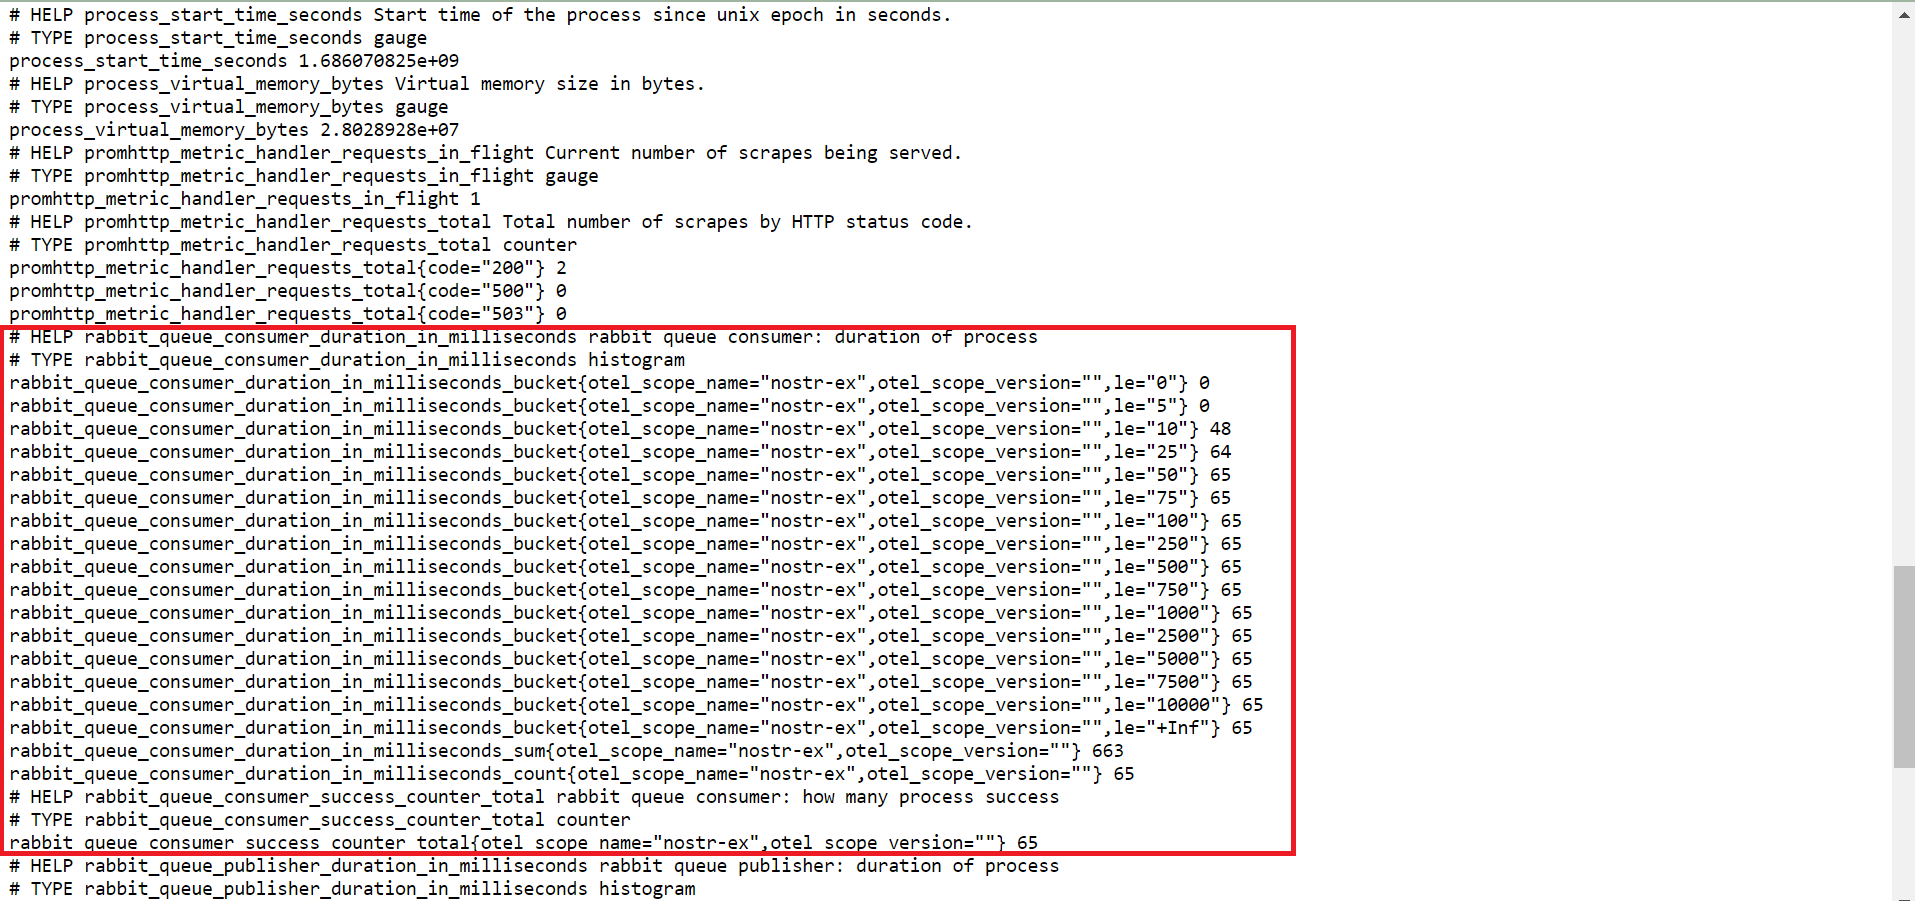 # HELP process_start_time_seconds Start time of the process since unix epoch in seconds.
# TYPE process_start_time_seconds gauge
process_start_time_seconds 1.686070825e+09
# HELP process_virtual_memory_bytes Virtual memory size in bytes.
# TYPE process_virtual_memory_bytes gauge
process_virtual_memory_bytes 2.8028928e+07
# HELP promhttp_metric_handler_requests_in_flight Current number of scrapes being served.
# TYPE promhttp_metric_handler_requests_in_flight gauge
promhttp_metric_handler_requests_in_flight 1
# HELP promhttp_metric_handler_requests_total Total number of scrapes by HTTP status code.
# TYPE promhttp_metric_handler_requests_total counter
promhttp_metric_handler_requests_total{code="200"} 2
promhttp_metric_handler_requests_total{code="500"} 0
promhttp_metric_handler_requests_total{code="503"} 0
# HELP rabbit_queue_consumer_duration_in_milliseconds rabbit queue consumer: duration of process
# TYPE rabbit_queue_consumer_duration_in_milliseconds histogram
rabbit_queue_consumer_duration_in_milliseconds_bucket{otel_scope_name="nostr-ex",otel_scope_version="",le="0"} 0
rabbit_queue_consumer_duration_in_milliseconds_bucket{otel_scope_name="nostr-ex",otel_scope_version="",le="5"} 0
rabbit_queue_consumer_duration_in_milliseconds_bucket{otel_scope_name="nostr-ex",otel_scope_version="",le="10"} 48
rabbit_queue_consumer_duration_in_milliseconds_bucket{otel_scope_name="nostr-ex",otel_scope_version="",le="25"} 64
rabbit_queue_consumer_duration_in_milliseconds_bucket{otel_scope_name="nostr-ex",otel_scope_version="",le="50"} 65
rabbit_queue_consumer_duration_in_milliseconds_bucket{otel_scope_name="nostr-ex",otel_scope_version="",le="75"} 65
rabbit_queue_consumer_duration_in_milliseconds_bucket{otel_scope_name="nostr-ex",otel_scope_version="",le="100"} 65
rabbit_queue_consumer_duration_in_milliseconds_bucket{otel_scope_name="nostr-ex",otel_scope_version="",le="250"} 65
rabbit_queue_consumer_duration_in_milliseconds_bucket{otel_scope_name="nostr-ex",otel_scope_version="",le="500"} 65
rabbit_queue_consumer_duration_in_milliseconds_bucket{otel_scope_name="nostr-ex",otel_scope_version="",le="750"} 65
rabbit_queue_consumer_duration_in_milliseconds_bucket{otel_scope_name="nostr-ex",otel_scope_version="",le="1000"} 65
rabbit_queue_consumer_duration_in_milliseconds_bucket{otel_scope_name="nostr-ex",otel_scope_version="",le="2500"} 65
rabbit_queue_consumer_duration_in_milliseconds_bucket{otel_scope_name="nostr-ex",otel_scope_version="",le="5000"} 65
rabbit_queue_consumer_duration_in_milliseconds_bucket{otel_scope_name="nostr-ex",otel_scope_version="",le="7500"} 65
rabbit_queue_consumer_duration_in_milliseconds_bucket{otel_scope_name="nostr-ex",otel_scope_version="",le="10000"} 65
rabbit_queue_consumer_duration_in_milliseconds_bucket{otel_scope_name="nostr-ex",otel_scope_version="",le="+Inf"} 65
rabbit_queue_consumer_duration_in_milliseconds_sum{otel_scope_name="nostr-ex",otel_scope_version=""} 663
rabbit_queue_consumer_duration_in_milliseconds_count{otel_scope_name="nostr-ex",otel_scope_version=""} 65
# HELP rabbit_queue_consumer_success_counter_total rabbit queue consumer: how many process success
# TYPE rabbit_queue_consumer_success_counter_total counter
rabbit_queue_consumer_success_counter_total{otel_scope_name="nostr-ex",otel_scope_version=""} 65
# HELP rabbit_queue_publisher_duration_in_milliseconds rabbit queue publisher: duration of process
# TYPE rabbit_queue_publisher_duration_in_milliseconds histogram